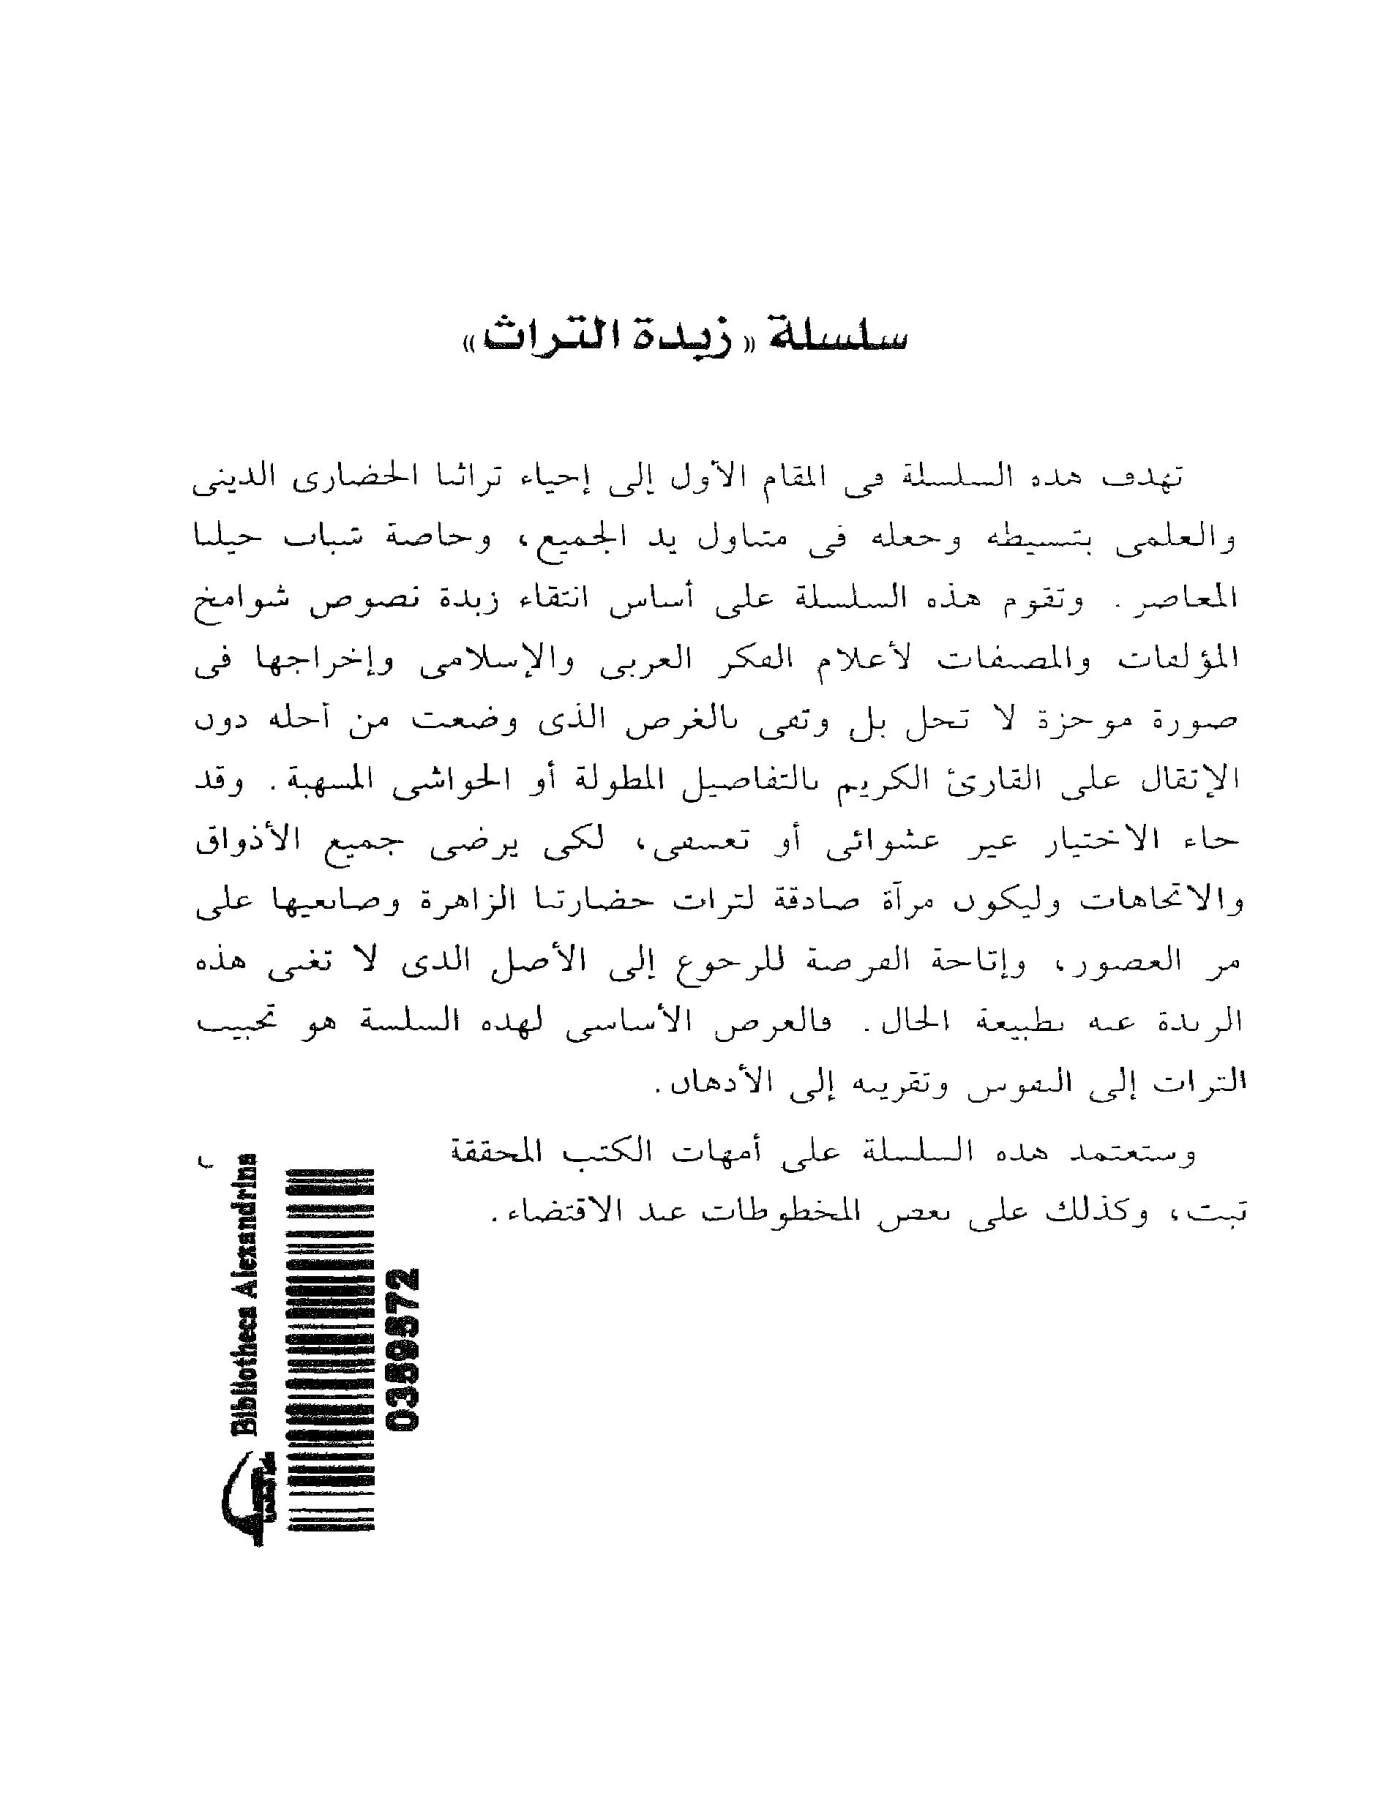 سلسلة «زبدة التراث»
تهدف هذه السلسلة فى المقام الأول إلى إحياء تراثنا الحضارى الدينى
والعلمى بتبسيطه وجعله فى متناول يد الجميع، وخاصة شباب جيلنا
المعاصر. وتقوم هذه السلسلة على أساس انتقاء زبدة نصوص شوامخ
المؤلفات والمصنفات لأعلام الفكر العربى والإسلامى وإخراجها فى
صورة موجزة لا تخل بل وتفى بالغرض الذى وضعت من أجله دون
الإثقال على القارئ الكريم بالتفاصيل المطولة أو الحواشى المسهبة. وقد
جاء الاختيار غير عشوائى أو تعسفى، لكى يرضى جميع الأذواق
والاتجاهات وليكون مرآة صادقة لتراث حضارتنا الزاهرة وصانعيها على
مر العصور، وإتاحة الفرصة للرجوع إلى الأصل الذى لا تغنى هذه
الزبدة عنه بطبيعة الحال. فالغرض الأساسى لهذه السلسة هو تحبيب
التراث إلى النفوس وتقريبه إلى الأذهان.
وستعتمد هذه السلسلة على أمهات الكتب المحققة
تبت، وكذلك على بعض المخطوطات عند الاقتضاء.
Bibliotheca Alexandrina
0359572